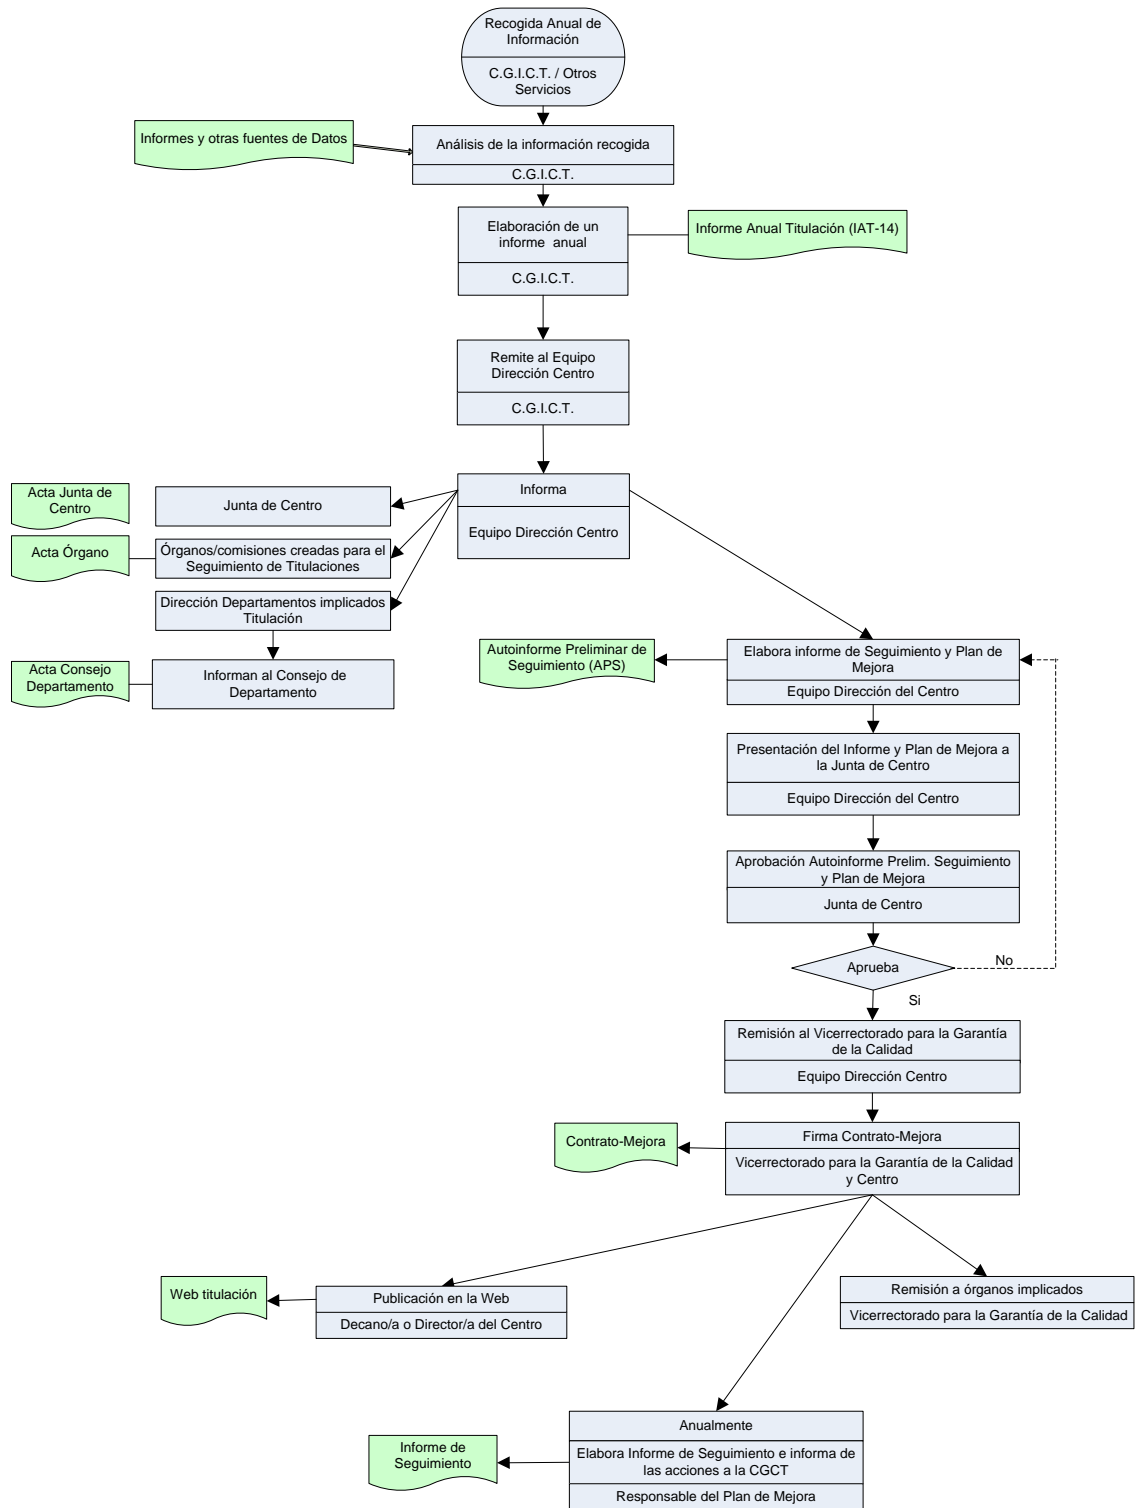 Recogida Anual de
Información
C.G.I.C.T. / Otros
Servicios
Informes y otras fuentes de Datos
Análisis de la información recogida
C.G.I.C.T.
Elaboración de un
informe anual
C.G.I.C.T.
Informe Anual Titulación (IAT-14)
Remite al Equipo
Dirección Centro
C.G.I.C.T.
Informa
Equipo Dirección Centro
Acta Junta de
Centro
Junta de Centro
Acta Órgano
Órganos/comisiones creadas para el
Seguimiento de Titulaciones
Dirección Departamentos implicados
Titulación
Acta Consejo
Departamento
Informan al Consejo de
Departamento
Autoinforme Preliminar de
Seguimiento (APS)
Elabora informe de Seguimiento y Plan de
Mejora
Equipo Dirección del Centro
Presentación del Informe y Plan de Mejora a
la Junta de Centro
Equipo Dirección del Centro
Aprobación Autoinforme Prelim. Seguimiento
y Plan de Mejora
Junta de Centro
Aprueba
No
Si
Remisión al Vicerrectorado para la Garantía
de la Calidad
Equipo Dirección Centro
Contrato-Mejora
Firma Contrato-Mejora
Vicerrectorado para la Garantía de la Calidad
y Centro
Web titulación
Publicación en la Web
Decano/a o Director/a del Centro
Remisión a órganos implicados
Vicerrectorado para la Garantía de la Calidad
Informe de
Seguimiento
Anualmente
Elabora Informe de Seguimiento e informa de
las acciones a la CGCT
Responsable del Plan de Mejora